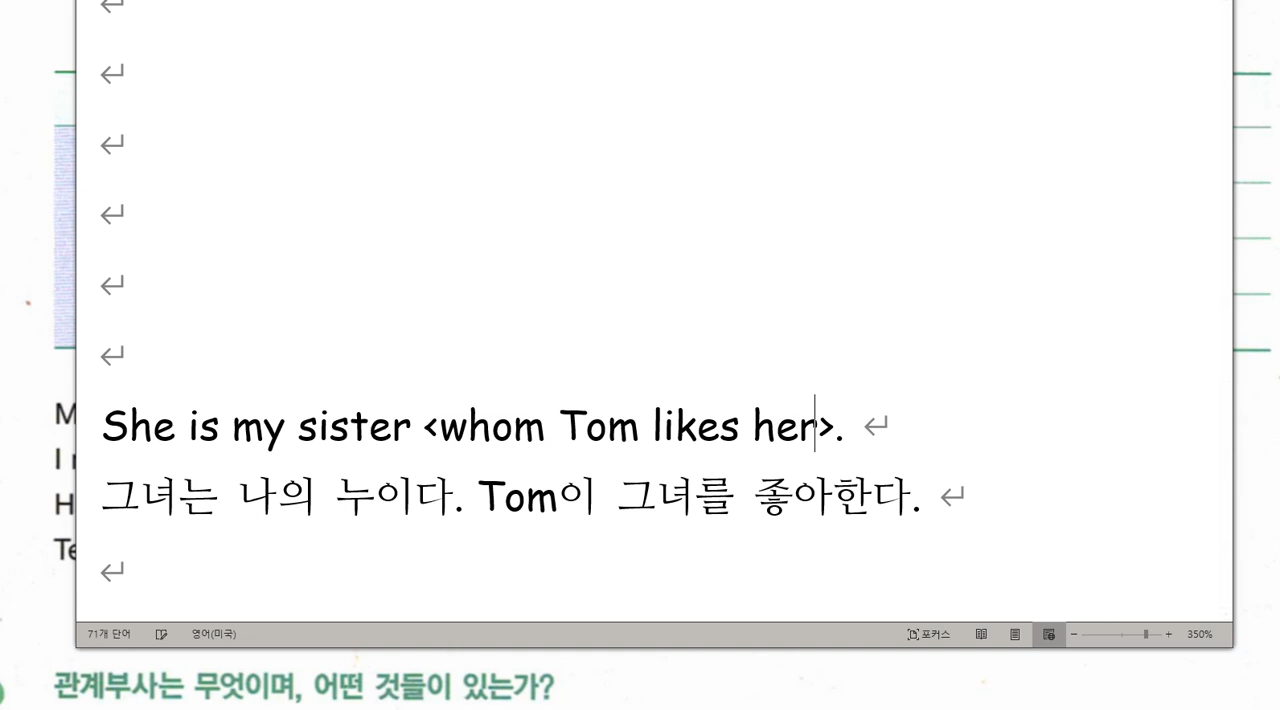 She is my sister <whom Tom likes her>.
그녀는 나의 누이다. Tom이 그녀를 좋아한다.
71개 단어 영어(미국) 포커스 350%
관계부사는 무엇이며, 어떤 것들이 있는가?